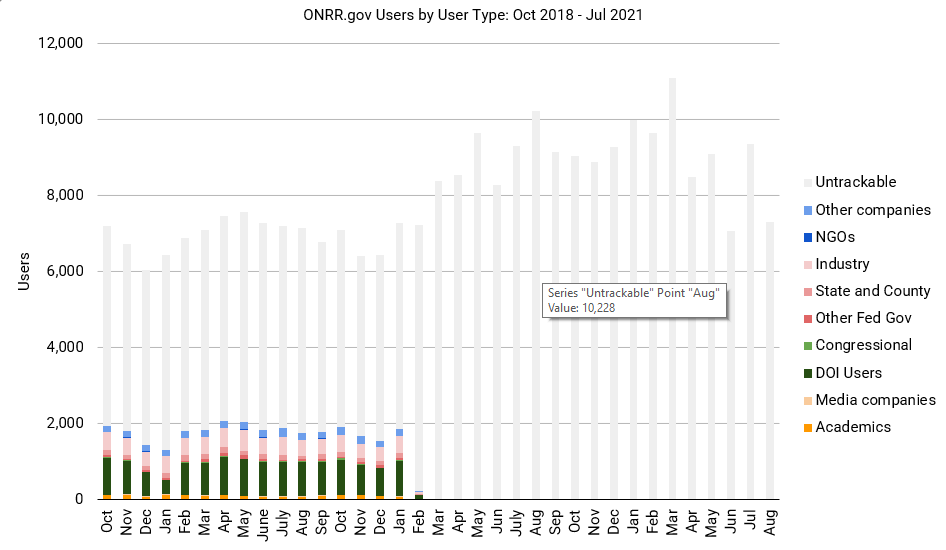 ONRR.gov Users by User Type: Oct 2018 - Jul 2021
12,000
10,000
8,000
6,000
4,000
2,000
0
Users
Series "Untrackable" Point "Aug"
Value: 10,228
Untrackable
Other companies
NGOs
Industry
State and County
Other Fed Gov
Congressional
DOI Users
Media companies
Academics
Oct
Nov
Dec
Jan
Feb
Mar
Apr
May
June
July
Aug
Sep
Oct
Nov
Dec
Jan
Feb
Mar
Apr
May
Jun
Jul
Aug
Sep
Oct
Nov
Dec
Jan
Feb
Mar
Apr
May
Jun
Jul
Aug